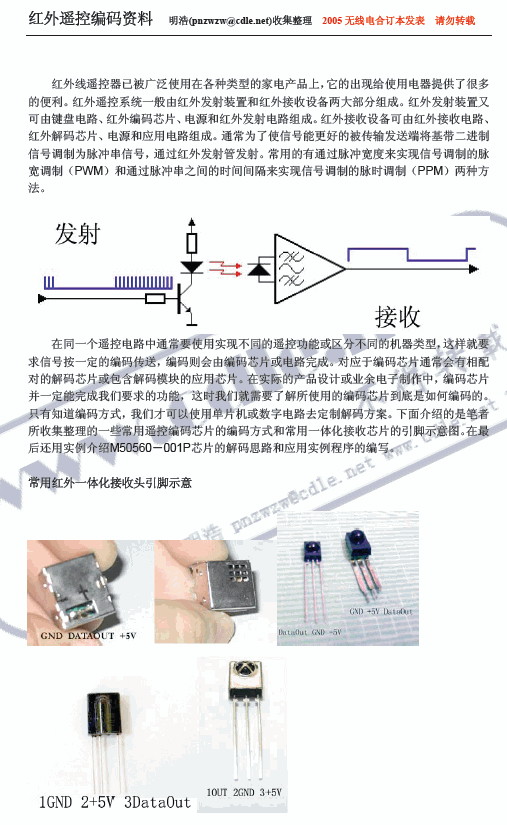 红外遥控编码资料 明浩(pnzwzw@cdle.net)收集整理 2005 无线电合订本发表 请勿转载
红外线遥控器已被广泛使用在各种类型的家电产品上，它的出现给使用电器提供了很多
的便利。红外遥控系统一般由红外发射装置和红外接收设备两大部分组成。红外发射装置又
可由键盘电路、红外编码芯片、电源和红外发射电路组成。红外接收设备可由红外接收电路、
红外解码芯片、电源和应用电路组成。通常为了使信号能更好的被传输发送端将基带二进制
信号调制为脉冲串信号，通过红外发射管发射。常用的有通过脉冲宽度来实现信号调制的脉
宽调制（PWM）和通过脉冲串之间的时间间隔来实现信号调制的脉时调制（PPM）两种方
法。
发射
接收
在同一个遥控电路中通常要使用实现不同的遥控功能或区分不同的机器类型，这样就要
求信号按一定的编码传送，编码则会由编码芯片或电路完成。对应于编码芯片通常会有相配
对的解码芯片或包含解码模块的应用芯片。在实际的产品设计或业余电子制作中，编码芯片
并一定能完成我们要求的功能，这时我们就需要了解所使用的编码芯片到底是如何编码的。
只有知道编码方式，我们才可以使用单片机或数字电路去定制解码方案。下面介绍的是笔者
所收集整理的一些常用遥控编码芯片的编码方式和常用一体化接收芯片的引脚示意图。在最
后还用实例介绍M50560－001P芯片的解码思路和应用实例程序的编写。
常用红外一体化接收头引脚示意
明浩 pnzwzw@cdle.net www.cdle.net
GND DATAOUT +5V
GND +5V DataOut
DataOut GND +5V
1GND 2+5V 3DataOut
1OUT 2GND 3+5V